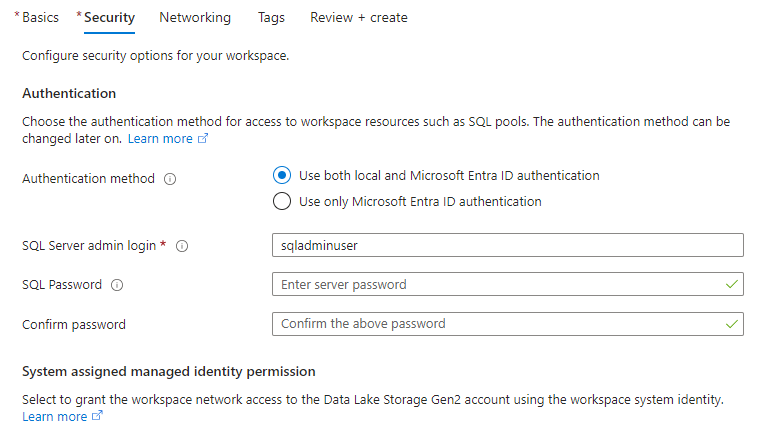 * Basics * Security Networking Tags Review + create
Configure security options for your workspace.
Authentication
Choose the authentication method for access to workspace resources such as SQL pools. The authentication method can be
changed later on. Learn more
Authentication method
Use both local and Microsoft Entra ID authentication
Use only Microsoft Entra ID authentication
SQL Server admin login * sqladminuser
SQL Password Enter server password
Confirm password Confirm the above password
System assigned managed identity permission
Select to grant the workspace network access to the Data Lake Storage Gen2 account using the workspace system identity.
Learn more